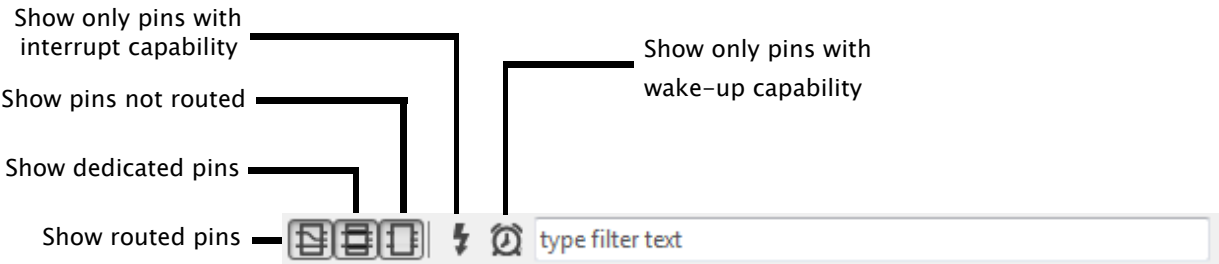 Show only pins with
interrupt capability
Show only pins with
wake-up capability
Show pins not routed
Show dedicated pins
Show routed pins
type filter text